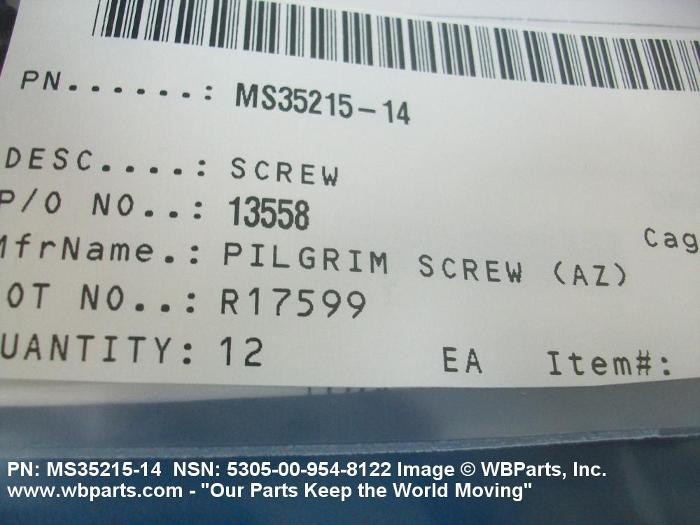 PN......: MS35215-14
DESC....: SCREW
P/O NO..: 13558
MfrName.: PILGRIM SCREW (AZ)
Cag
OT NO..: R17599
UANTITY: 12 EA Item#:
PN: MS35215-14 NSN: 5305-00-954-8122 Image © WBParts, Inc.
www.wbparts.com - "Our Parts Keep the World Moving"